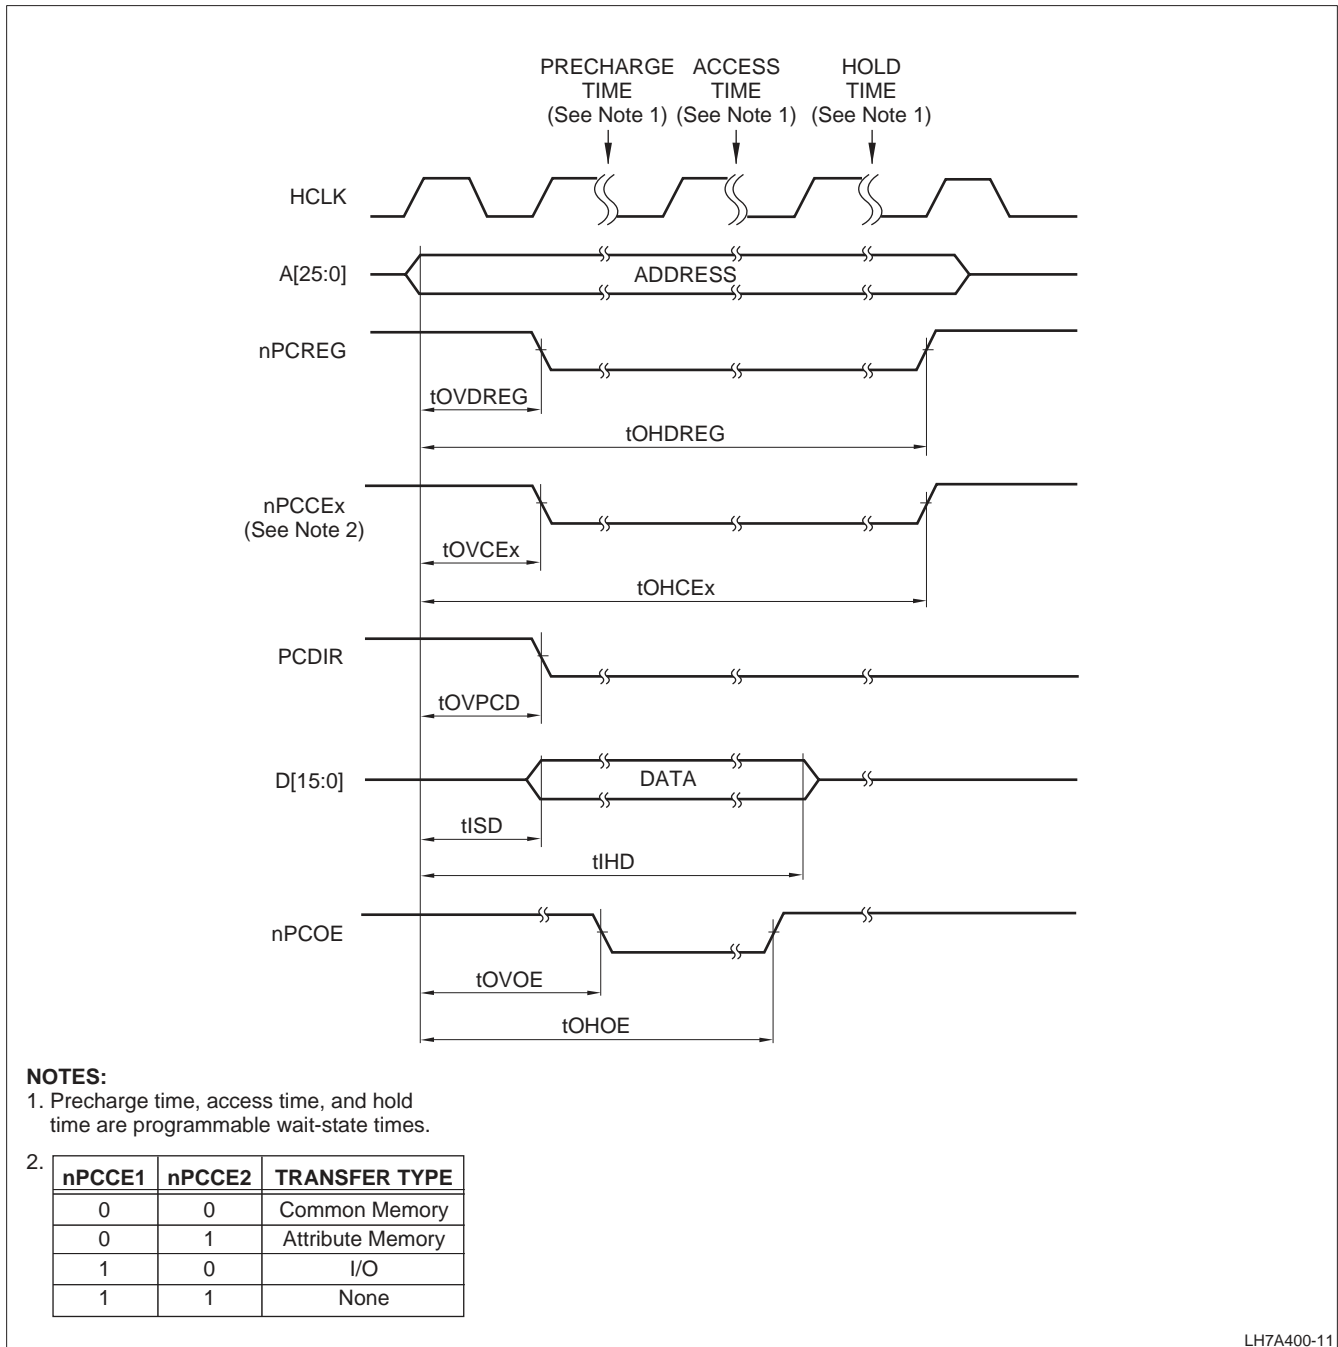 PRECHARGE TIME (See Note 1)
ACCESS TIME (See Note 1)
HOLD TIME (See Note 1)
HCLK
A[25:0]
ADDRESS
nPCREG
tOVDREG
tOHDREG
nPCCEx
(See Note 2)
tOVCEx
tOHCEx
PCDIR
tOVPCD
D[15:0]
DATA
tISD
tIHD
nPCOE
tOVOE
tOHOE
NOTES:
1. Precharge time, access time, and hold
time are programmable wait-state times.
2.
nPCCE1 nPCCE2 TRANSFER TYPE
0 0 Common Memory
0 1 Attribute Memory
1 0 I/O
1 1 None
LH7A400-11